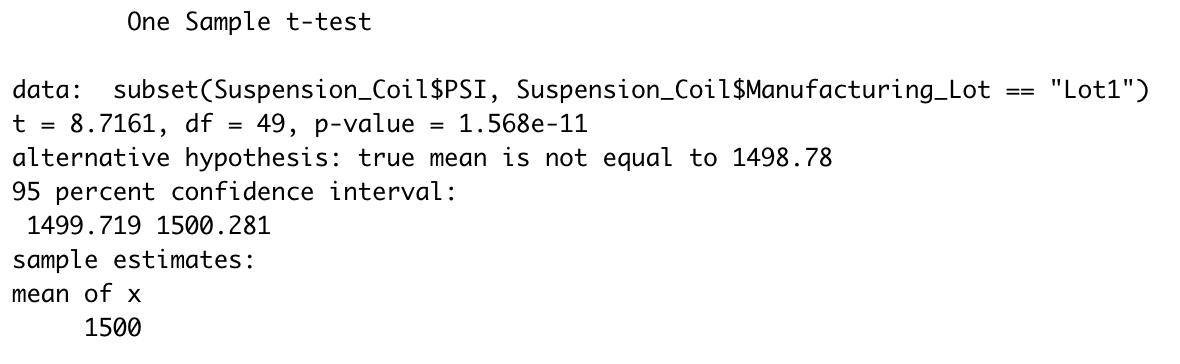 One Sample t-test
data:  subset(Suspension_Coil$PSI, Suspension_Coil$Manufacturing_Lot == "Lot1")
t = 8.7161, df = 49, p-value = 1.568e-11
alternative hypothesis: true mean is not equal to 1498.78
95 percent confidence interval:
1499.719 1500.281
sample estimates:
mean of x
1500